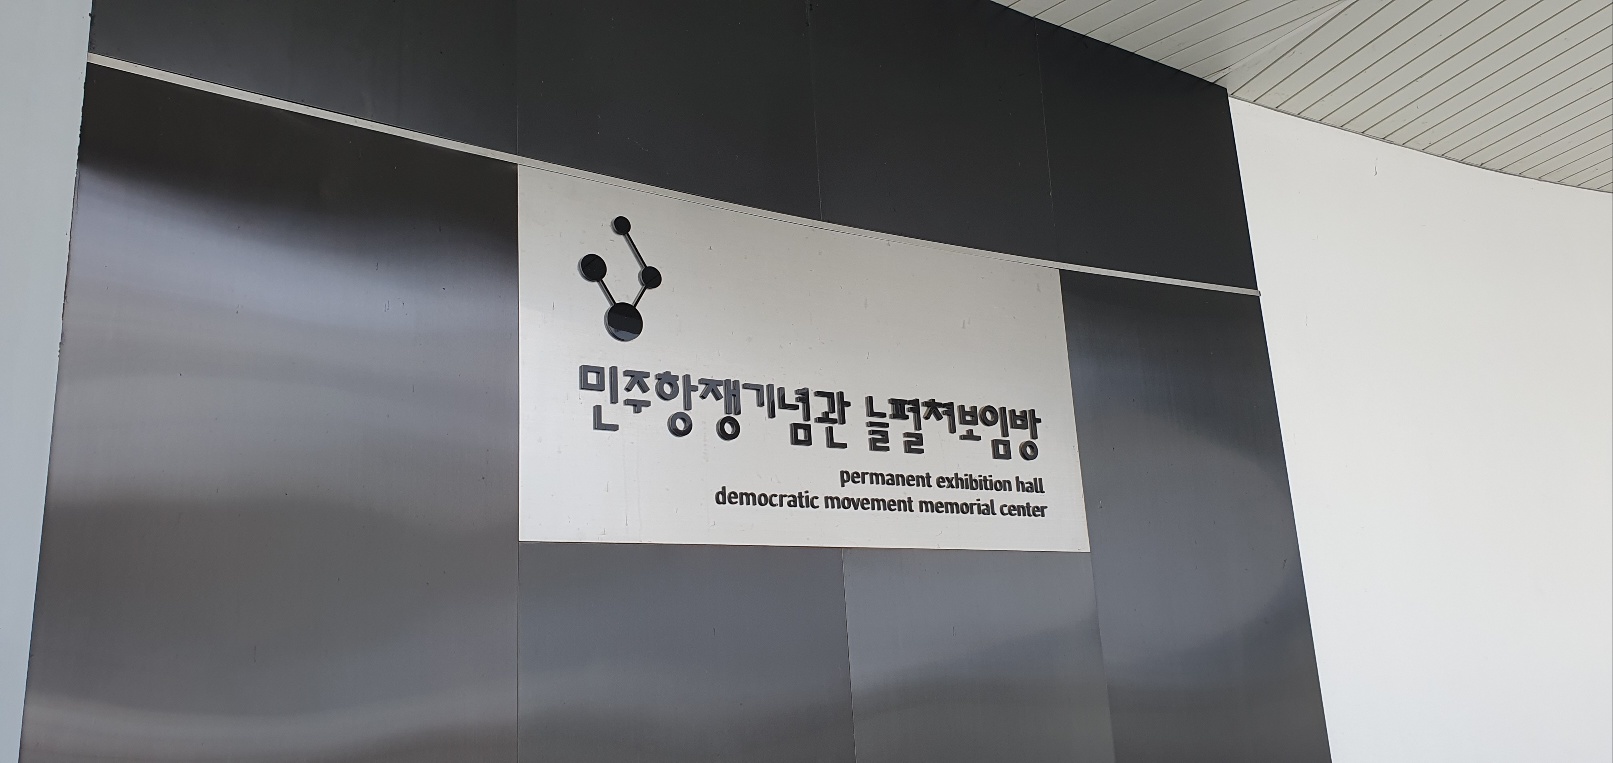 민주항쟁기념관 늘펼쳐보임방
permanent exhibition hall
democratic movement memorial center